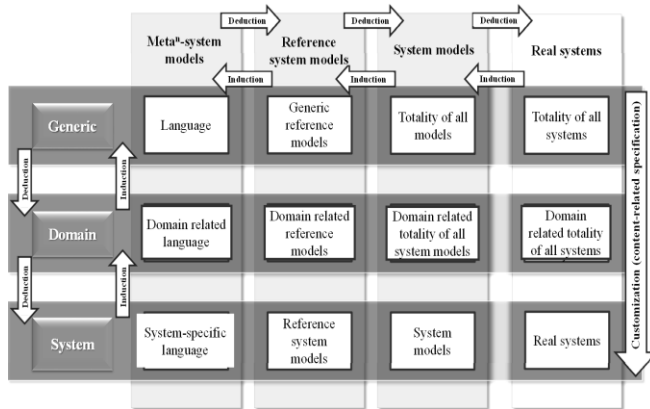 Deduction
Deduction
Deduction
Metaⁿ-system
models
Reference
system models
System models
Real systems
Induction
Induction
Induction
Generic
Language
Generic
reference
models
Totality of all
models
Totality of all
systems
Deduction
Induction
Domain
Domain related
language
Domain related
reference
models
Domain related
totality of all
system models
Domain
related totality
of all systems
Deduction
Induction
System
System-specific
language
Reference
system
models
System
models
Real systems
Customization (content-related specification)